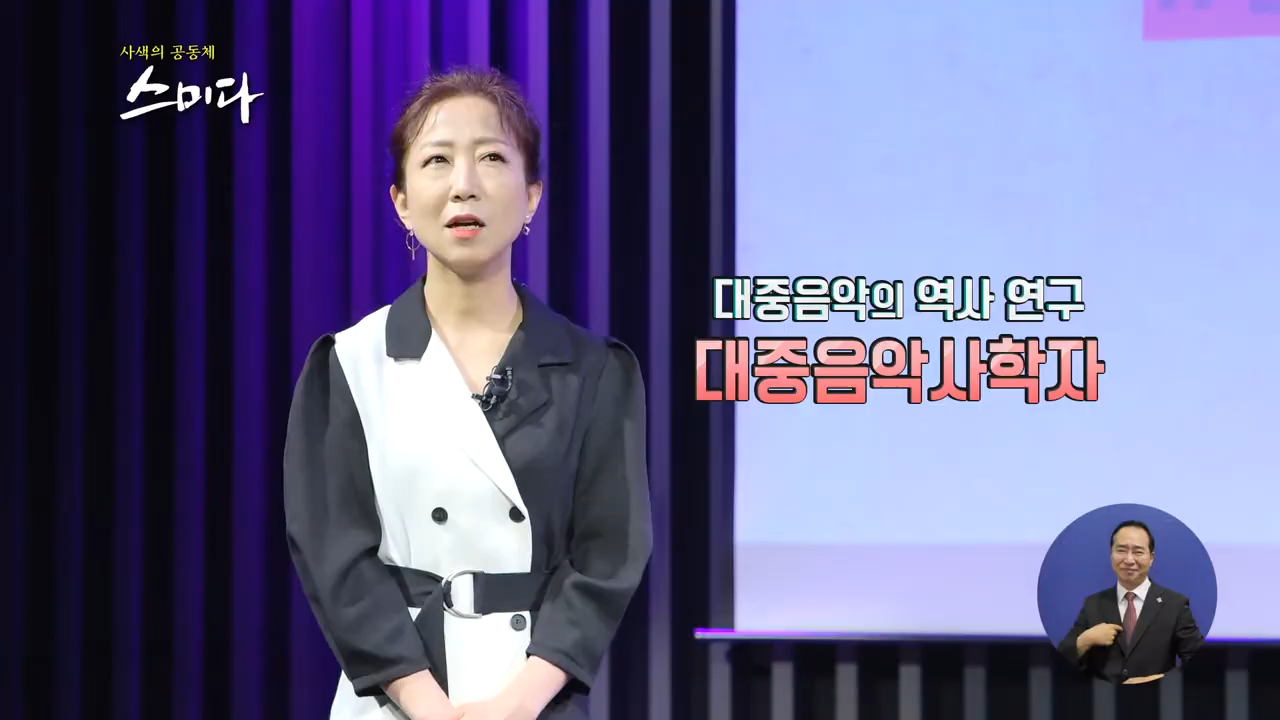 사색의 공동체
스미다
대중음악의 역사 연구
대중음악사학자